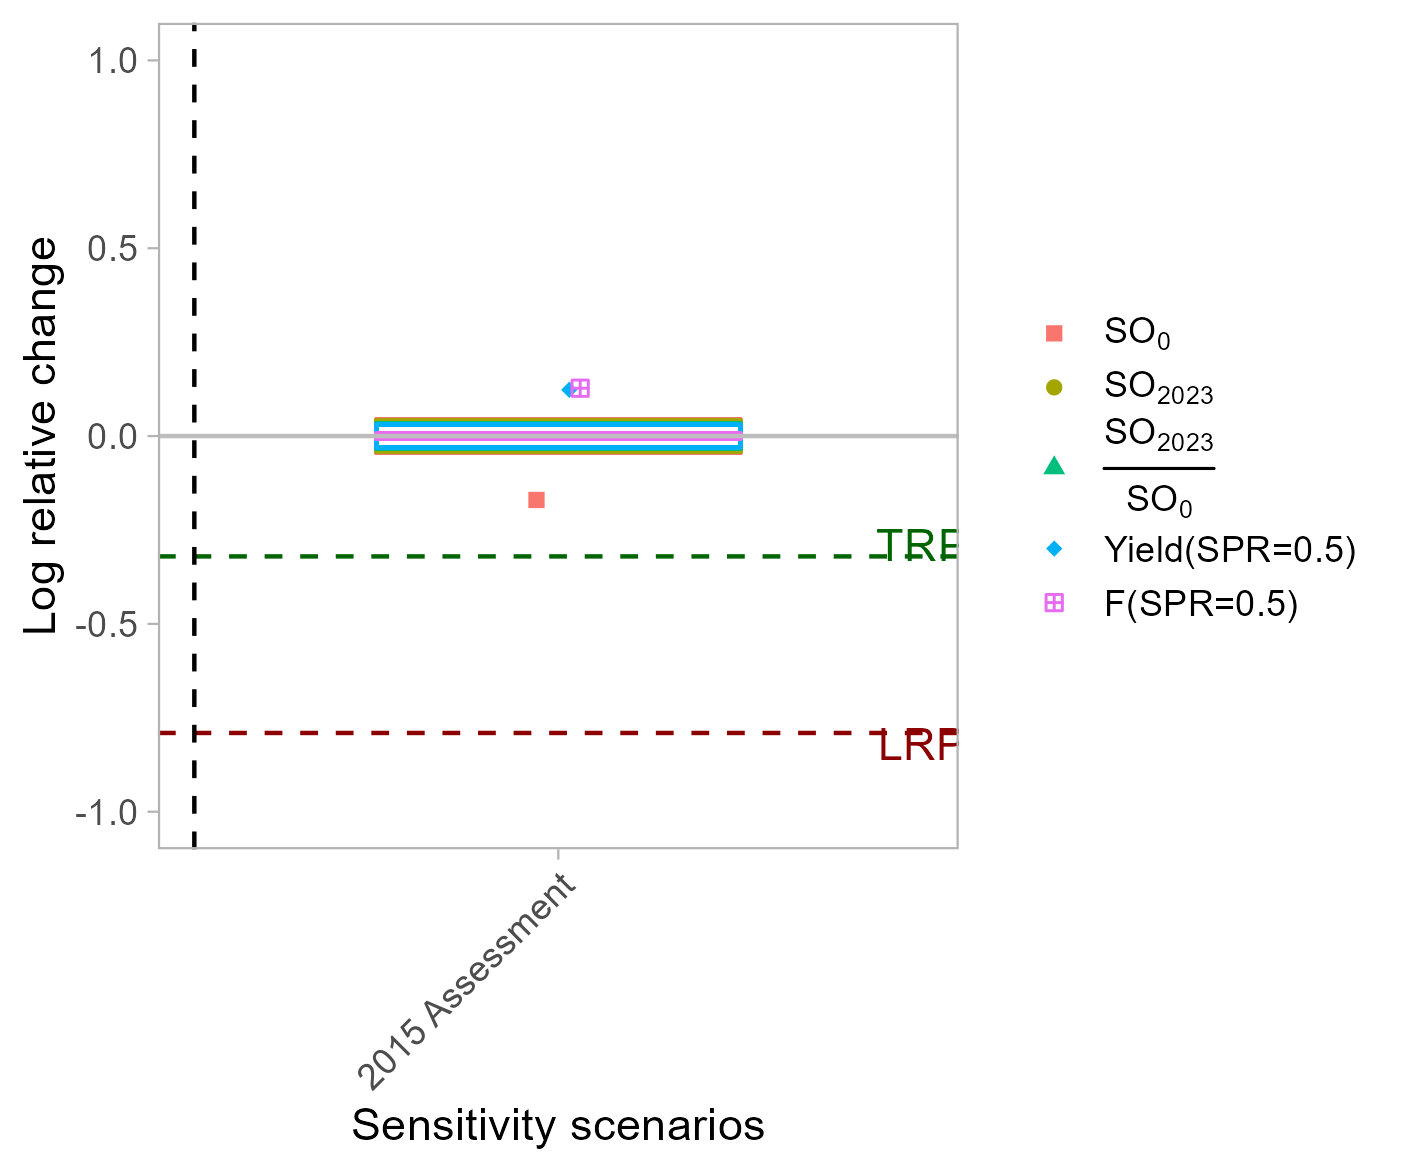 1.0
0.5
0.0
-0.5
-1.0
Log relative change
TRP
LRP
2015 Assessment
Sensitivity scenarios
SO₀
SO₂₀₂₃
SO₂₀₂₃
SO₀
Yield(SPR=0.5)
F(SPR=0.5)